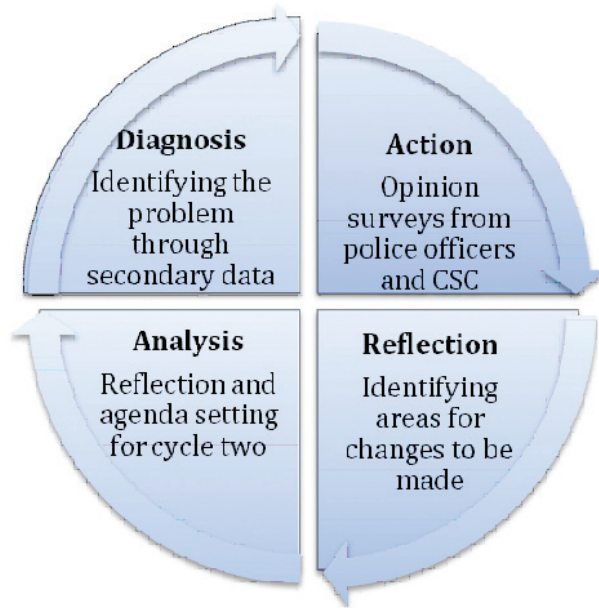 Diagnosis
Identifying the
problem
through
secondary data
Action
Opinion
surveys from
police officers
and CSC
Analysis
Reflection and
agenda setting
for cycle two
Reflection
Identifying
areas for
changes to be
made